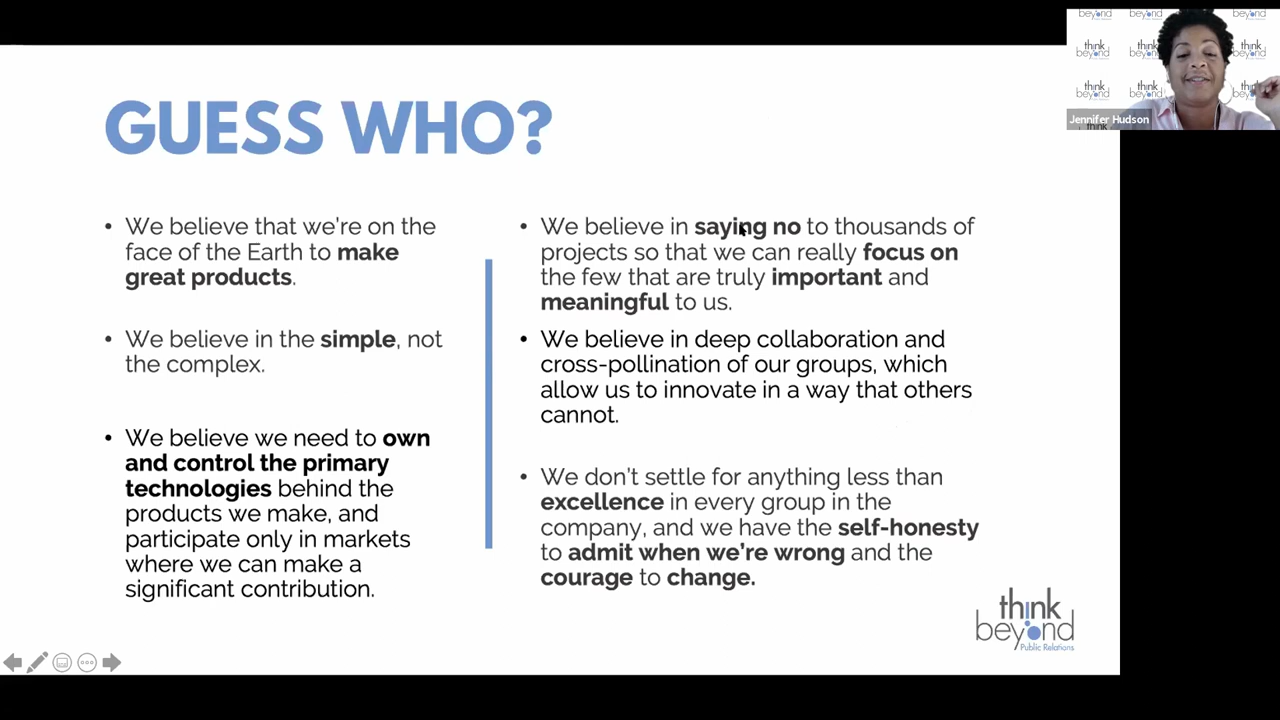 GUESS WHO?
• We believe that we're on the
face of the Earth to make
great products.
• We believe in the simple, not
the complex.
• We believe we need to own
and control the primary
technologies behind the
products we make, and
participate only in markets
where we can make a
significant contribution.
• We believe in saying no to thousands of
projects so that we can really focus on
the few that are truly important and
meaningful to us.
• We believe in deep collaboration and
cross-pollination of our groups, which
allow us to innovate in a way that others
cannot.
• We don't settle for anything less than
excellence in every group in the
company, and we have the self-honesty
to admit when we're wrong and the
courage to change.
think
beyond
Public Relations
beyond
think
beyond
think
beyond
Jennifer Hudson
think